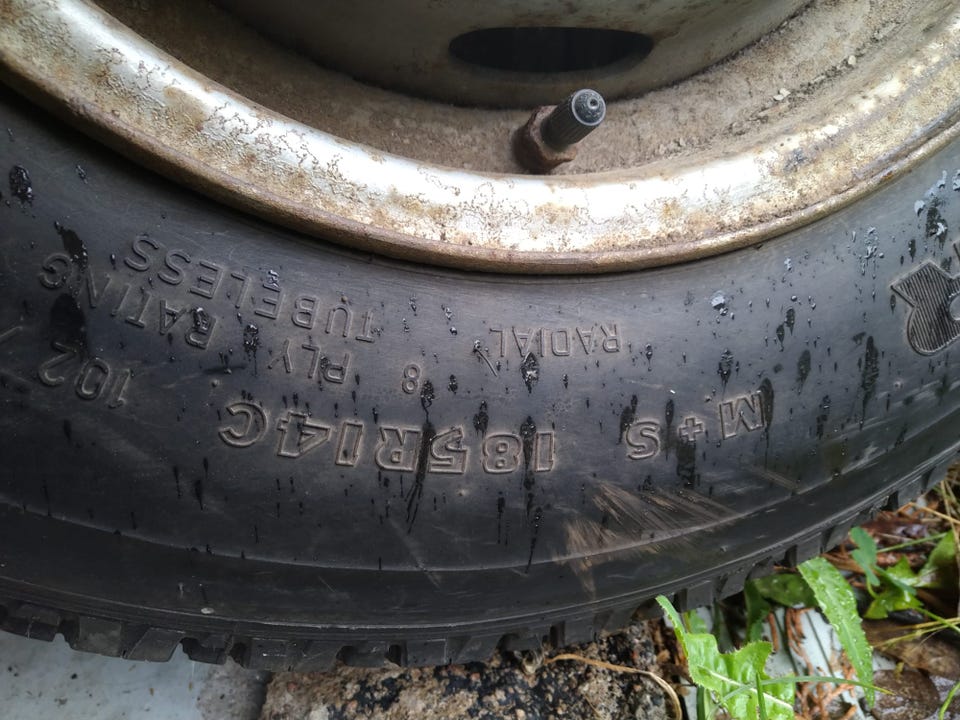 M+S 185R14C
RADIAL 8 PLY RATING
TUBELESS
102 /